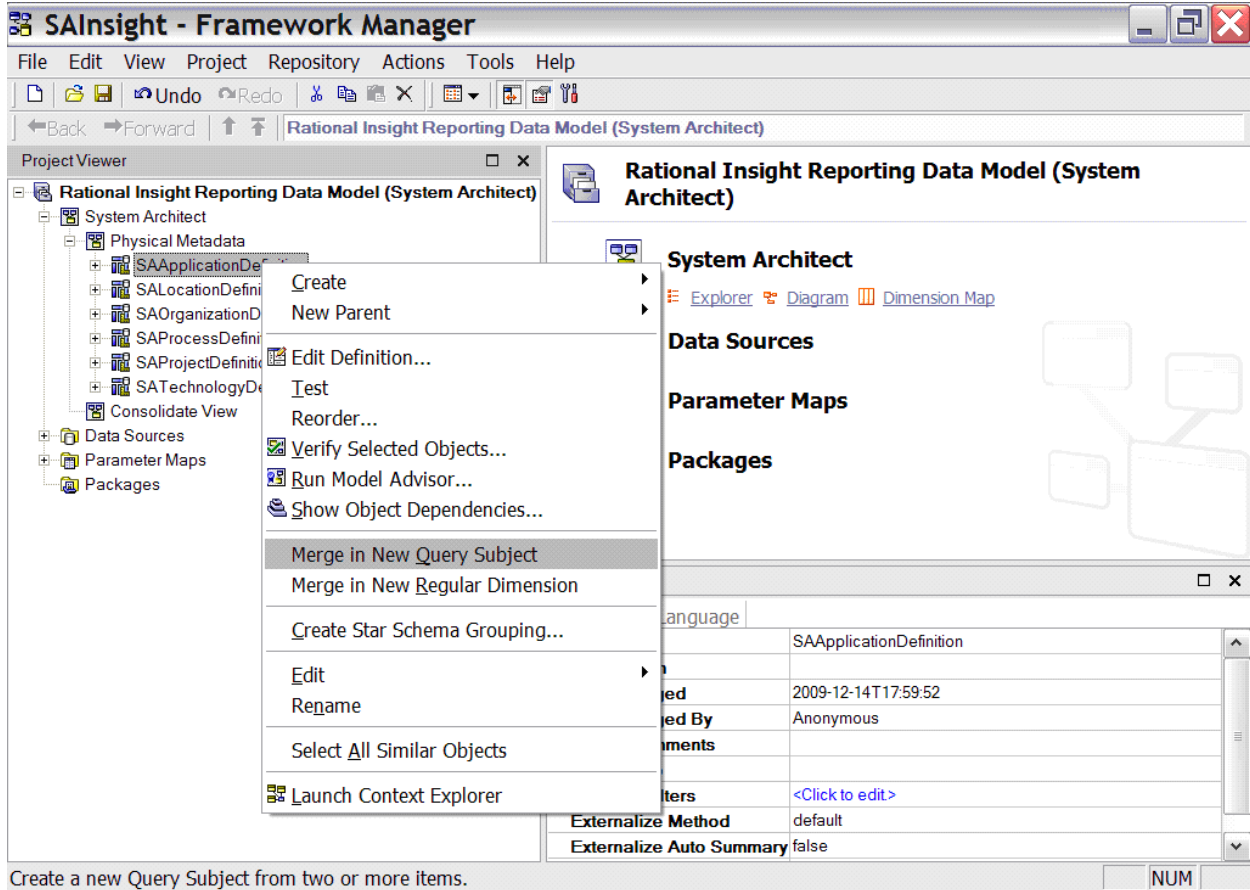 SAInsight - Framework Manager
File Edit View Project Repository Actions Tools Help
Undo Redo
Back Forward Rational Insight Reporting Data Model (System Architect)
Project Viewer
Rational Insight Reporting Data Model (System Architect)
System Architect
Physical Metadata
SAApplicationDe
SALocationDefini
SAOrganizationD
SAProcessDefini
SAProjectDefinitio
SATechnologyDe
Consolidate View
Data Sources
Parameter Maps
Packages
Create
New Parent
Edit Definition...
Test
Reorder...
Verify Selected Objects...
Run Model Advisor...
Show Object Dependencies...
Merge in New Query Subject
Merge in New Regular Dimension
Create Star Schema Grouping...
Edit
Rename
Select All Similar Objects
Launch Context Explorer
Rational Insight Reporting Data Model (System
Architect)
System Architect
Explorer Diagram Dimension Map
Data Sources
Parameter Maps
Packages
Language
SAApplicationDefinition
ged 2009-12-14T17:59:52
ged By Anonymous
mments
lters <Click to edit.>
Externalize Method default
Externalize Auto Summary false
Create a new Query Subject from two or more items.
NUM